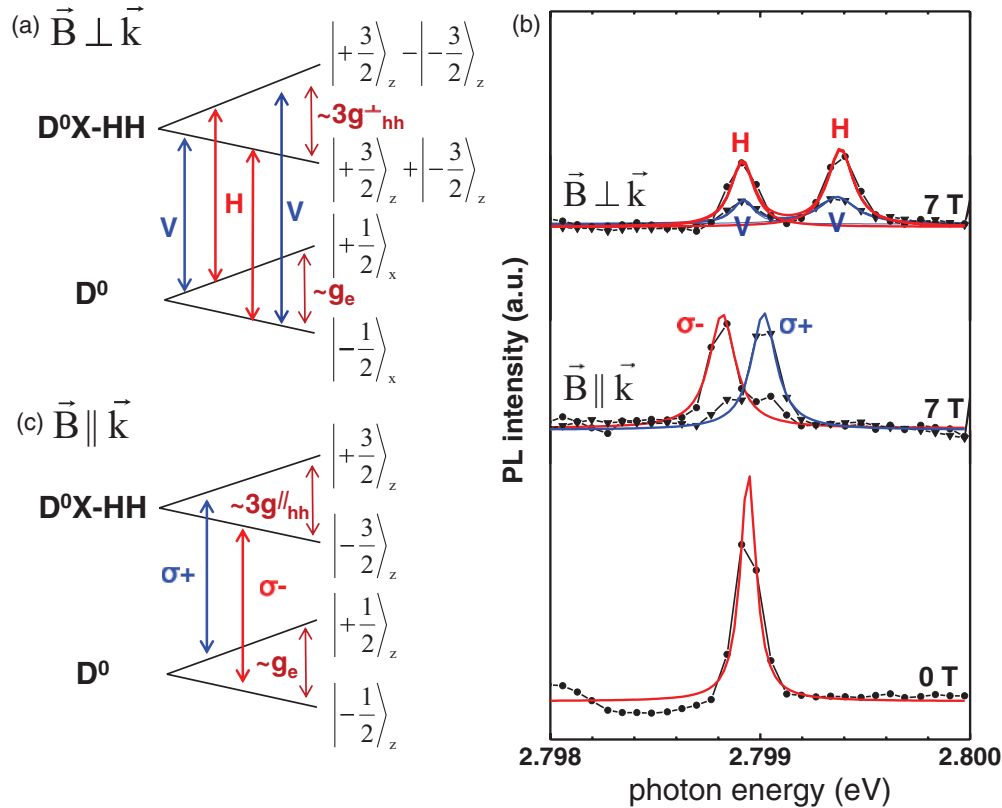 (a) B⃗ ⊥ k⃗
|+3/2⟩z − |−3/2⟩z
D⁰X-HH
~3g⊥hh
|+3/2⟩z + |−3/2⟩z
V
H
V
|+1/2⟩x
D⁰
~ge
|−1/2⟩x
(c) B⃗ ∥ k⃗
|+3/2⟩z
D⁰X-HH
~3g//hh
|−3/2⟩z
σ+
σ-
|+1/2⟩z
D⁰
~ge
|−1/2⟩z
(b)
PL intensity (a.u.)
H
H
B⃗ ⊥ k⃗
7 T
V
V
σ-
σ+
B⃗ ∥ k⃗
7 T
0 T
2.798
2.799
2.800
photon energy (eV)